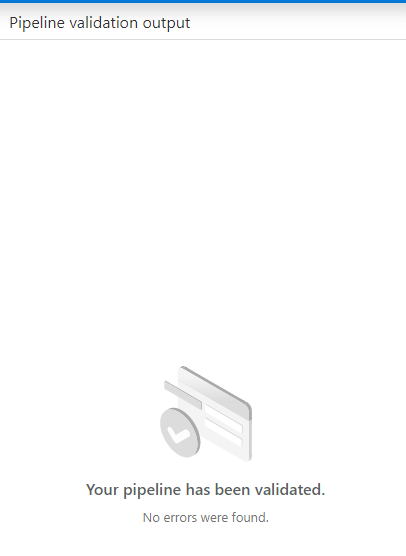 Pipeline validation output
Your pipeline has been validated.
No errors were found.